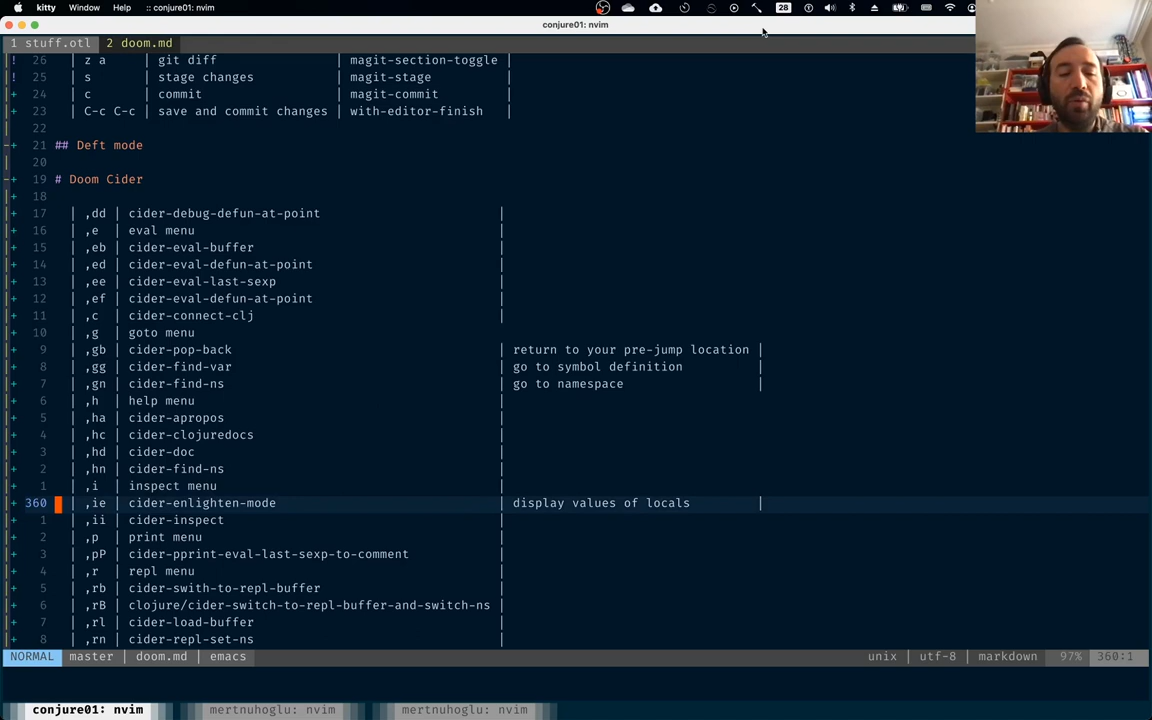 kitty Window Help :: conjure01: nvim 28
conjure01: nvim
1 stuff.otl 2 doom.md
! 26 | z a | git diff | magit-section-toggle |
! 25 | s | stage changes | magit-stage |
+ 24 | c | commit | magit-commit |
+ 23 | C-c C-c | save and commit changes | with-editor-finish |
22
-+ 21 ## Deft mode
20
-+ 19 # Doom Cider
+ 18
+ 17 | ,dd | cider-debug-defun-at-point |
+ 16 | ,e | eval menu |
+ 15 | ,eb | cider-eval-buffer |
+ 14 | ,ed | cider-eval-defun-at-point |
+ 13 | ,ee | cider-eval-last-sexp |
+ 12 | ,ef | cider-eval-defun-at-point |
+ 11 | ,c | cider-connect-clj |
+ 10 | ,g | goto menu
+ 9 | ,gb | cider-pop-back | return to your pre-jump location |
+ 8 | ,gg | cider-find-var | go to symbol definition |
+ 7 | ,gn | cider-find-ns | go to namespace |
+ 6 | ,h | help menu |
+ 5 | ,ha | cider-apropos |
+ 4 | ,hc | cider-clojuredocs |
+ 3 | ,hd | cider-doc |
+ 2 | ,hn | cider-find-ns |
+ 1 | ,i | inspect menu |
+ 360 | ,ie | cider-enlighten-mode | display values of locals |
+ 1 | ,ii | cider-inspect |
+ 2 | ,p | print menu |
+ 3 | ,pP | cider-pprint-eval-last-sexp-to-comment |
+ 4 | ,r | repl menu |
+ 5 | ,rb | cider-swith-to-repl-buffer |
+ 6 | ,rB | clojure/cider-switch-to-repl-buffer-and-switch-ns |
+ 7 | ,rl | cider-load-buffer |
+ 8 | ,rn | cider-repl-set-ns |
NORMAL master | doom.md | emacs unix | utf-8 | markdown 97% 360:1
conjure01: nvim mertnuhoglu: nvim mertnuhoglu: nvim